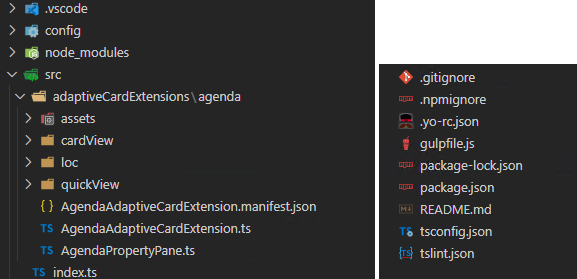 .vscode
config
node_modules
src
adaptiveCardExtensions\agenda
assets
cardView
loc
quickView
{ } AgendaAdaptiveCardExtension.manifest.json
TS AgendaAdaptiveCardExtension.ts
TS AgendaPropertyPane.ts
TS index.ts
.gitignore
.npmignore
.yo-rc.json
gulpfile.js
package-lock.json
package.json
README.md
tsconfig.json
tslint.json